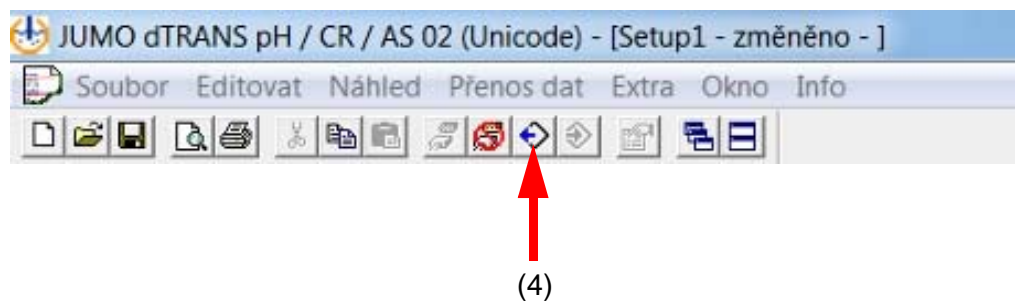 JUMO dTRANS pH / CR / AS 02 (Unicode) - [Setup1 - změněno - ]
Soubor Editovat Náhled Přenos dat Extra Okno Info
(4)